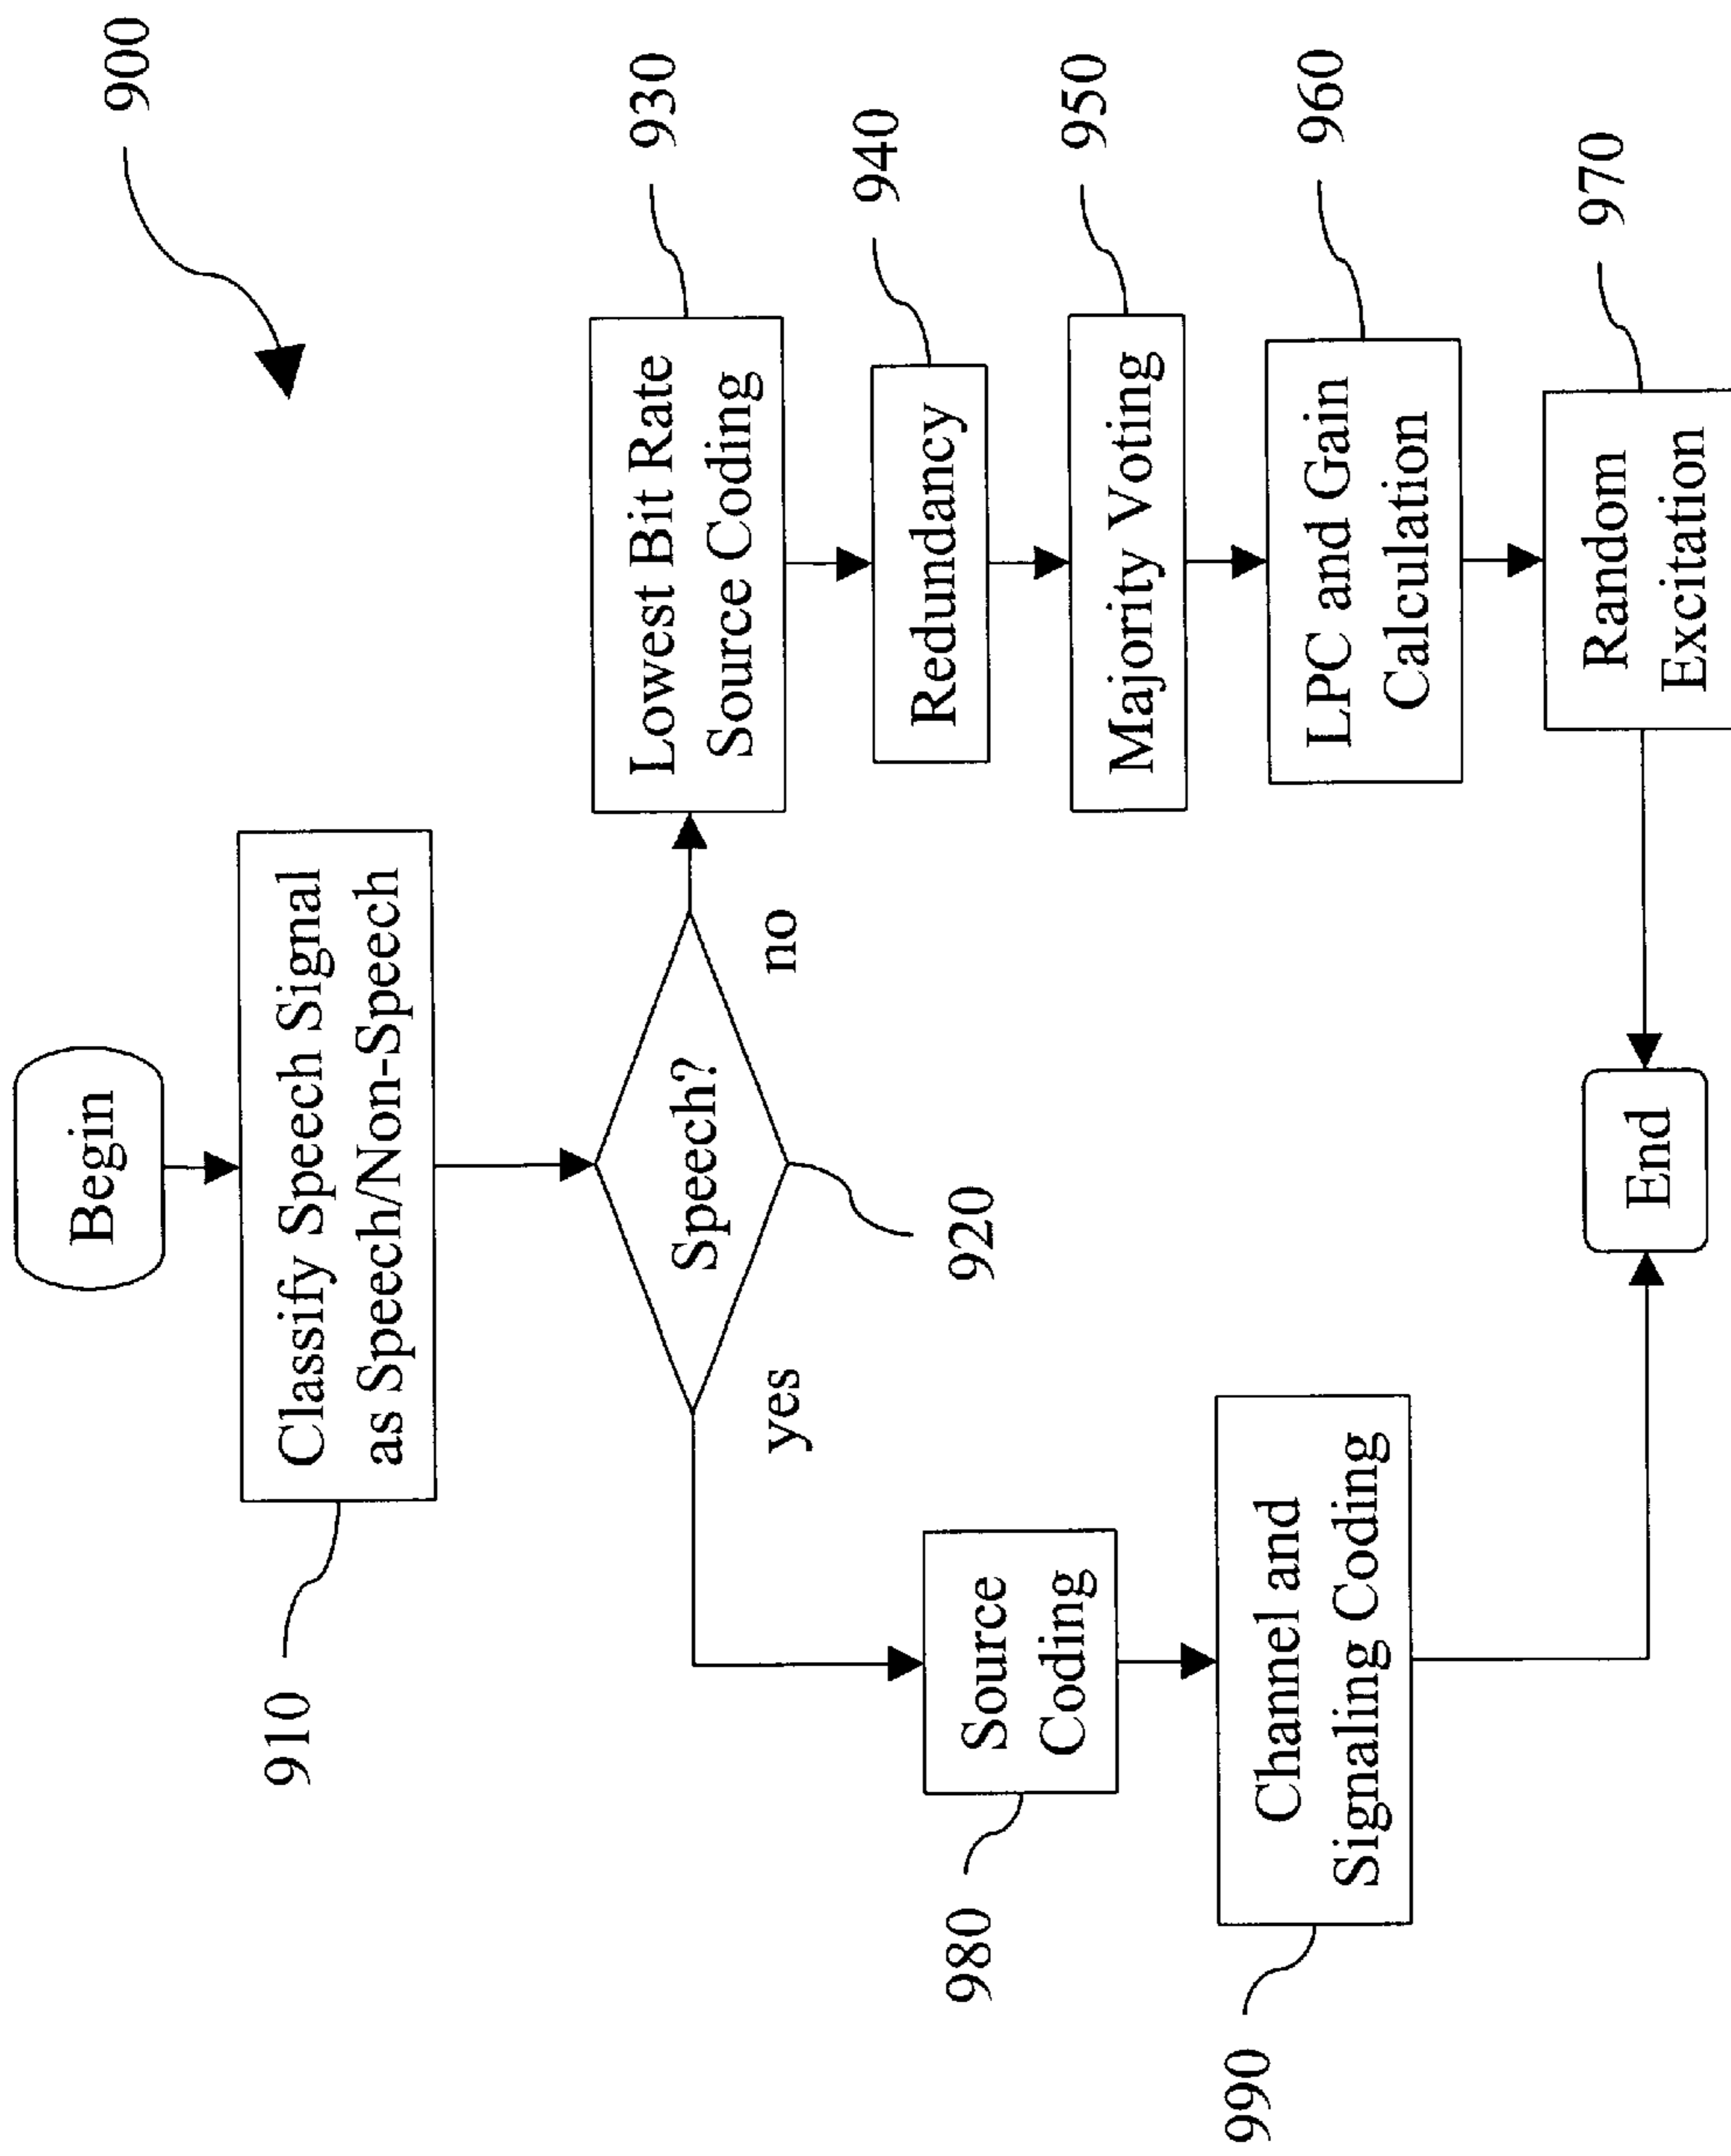 900
Begin
910
Classify Speech Signal
as Speech/Non-Speech
Speech?
920
yes
no
930
Lowest Bit Rate
Source Coding
940
Redundancy
950
Majority Voting
960
LPC and Gain
Calculation
970
Random
Excitation
980
Source
Coding
990
Channel and
Signaling Coding
End